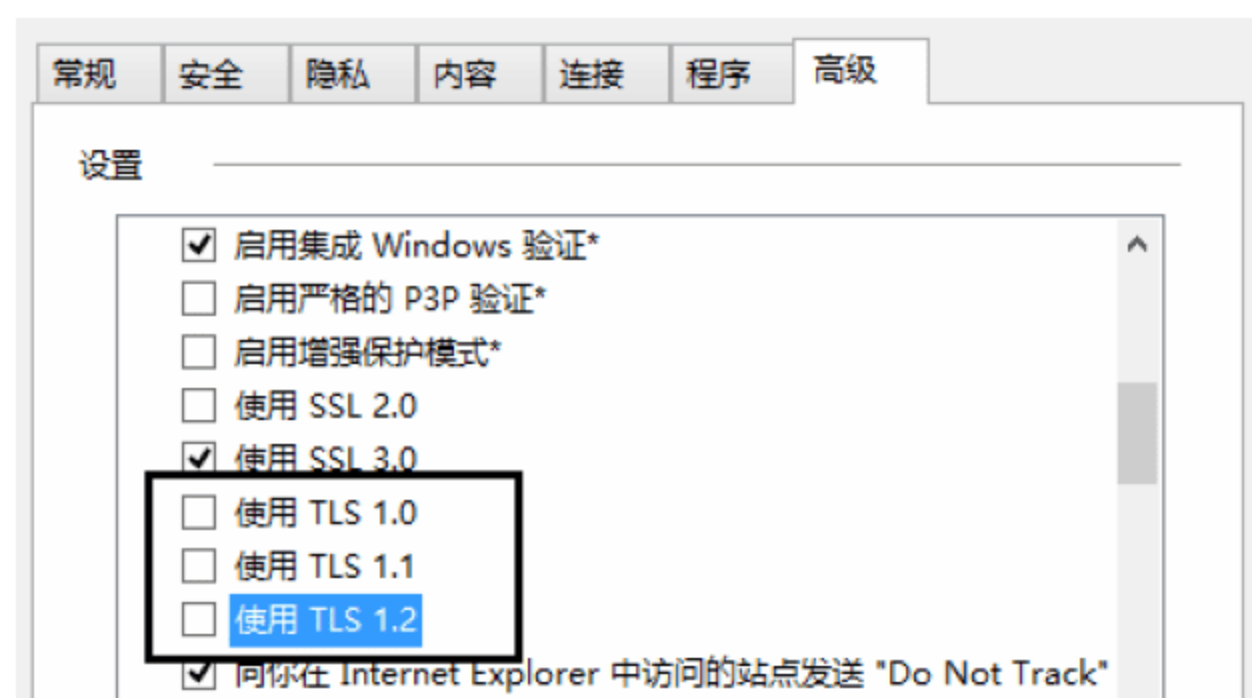 常规 安全 隐私 内容 连接 程序 高级
设置
启用集成 Windows 验证*
启用严格的 P3P 验证*
启用增强保护模式*
使用 SSL 2.0
使用 SSL 3.0
使用 TLS 1.0
使用 TLS 1.1
使用 TLS 1.2
向你在 Internet Explorer 中访问的站点发送 "Do Not Track"